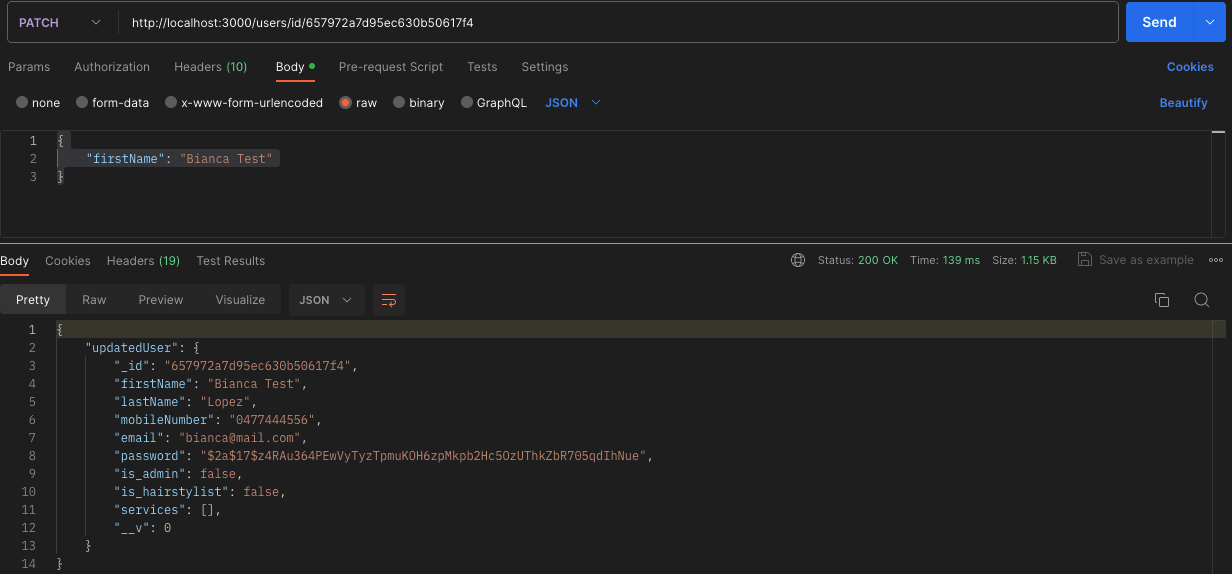 PATCH http://localhost:3000/users/id/657972a7d95ec630b50617f4 Send
Params Authorization Headers (10) Body Pre-request Script Tests Settings Cookies
none form-data x-www-form-urlencoded raw binary GraphQL JSON Beautify
1 {
2 "firstName": "Bianca Test"
3 }
Body Cookies Headers (19) Test Results Status: 200 OK Time: 139 ms Size: 1.15 KB Save as example
Pretty Raw Preview Visualize JSON
1 {
2 "updatedUser": {
3 "_id": "657972a7d95ec630b50617f4",
4 "firstName": "Bianca Test",
5 "lastName": "Lopez",
6 "mobileNumber": "0477444556",
7 "email": "bianca@mail.com",
8 "password": "$2a$17$z4RAu364PEwVyTyzTpmuKOH6zpMkpb2Hc5OzUThkZbR705qdIhNue",
9 "is_admin": false,
10 "is_hairstylist": false,
11 "services": [],
12 "__v": 0
13 }
14 }